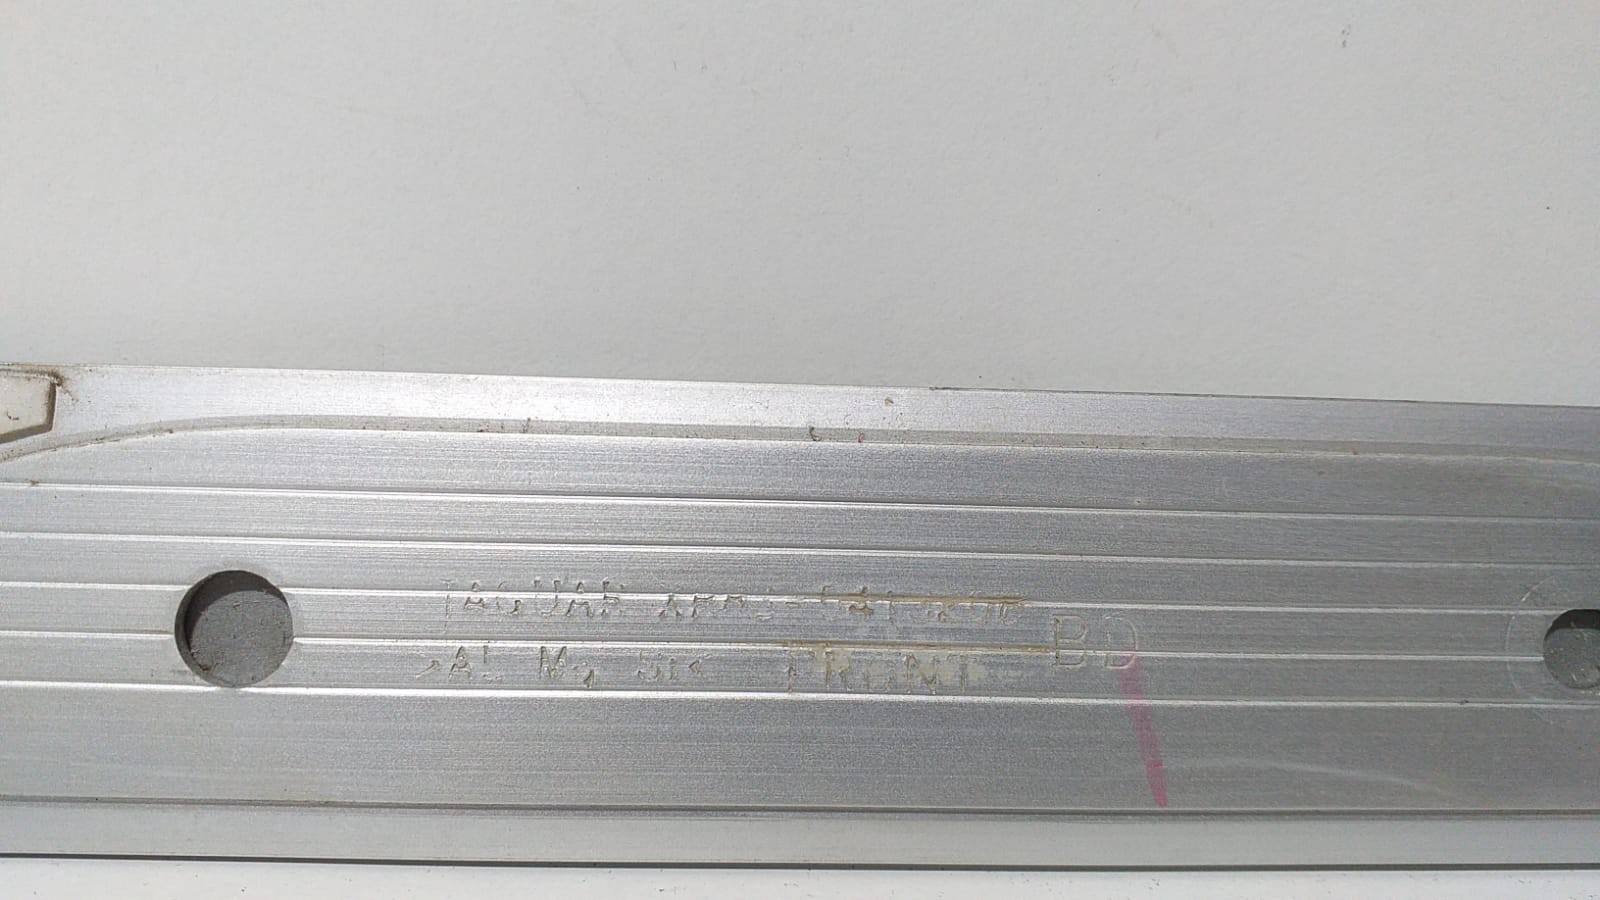 JAGUAR
>AL Mg Si< FRONT BD